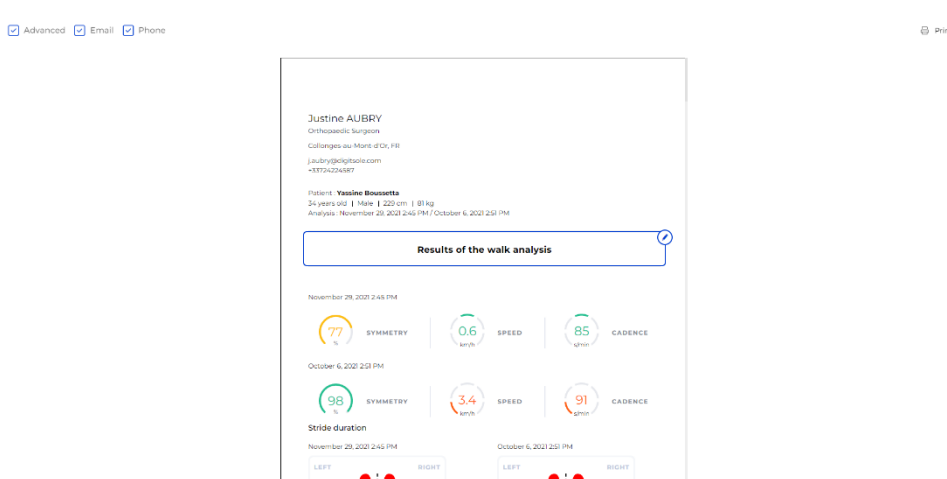 Advanced Email Phone
Justine AUBRY
Orthopaedic Surgeon
Collonges-au-Mont-d'Or, FR
j.aubry@digitsole.com
+33724224587
Patient : Yassine Boussetta
34 years old | Male | 229 cm | 81 kg
Analysis : November 29, 2021 2:45 PM / October 6, 2021 2:51 PM
Results of the walk analysis
November 29, 2021 2:45 PM
77 % SYMMETRY 0.6 km/h SPEED 85 s/min CADENCE
October 6, 2021 2:51 PM
98 % SYMMETRY 3.4 km/h SPEED 91 s/min CADENCE
Stride duration
November 29, 2021 2:45 PM October 6, 2021 2:51 PM
LEFT RIGHT LEFT RIGHT